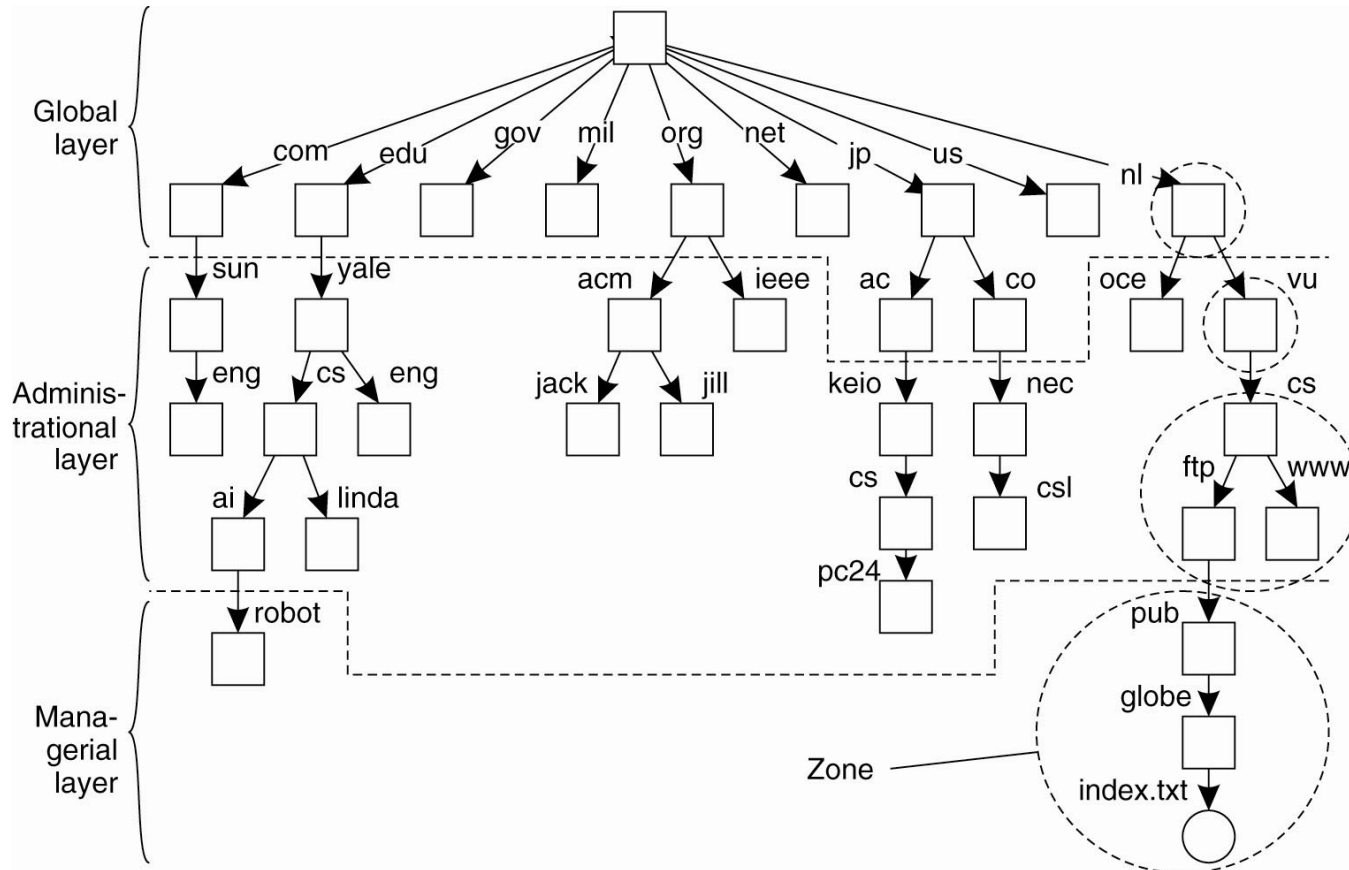 Global
layer
com
edu
gov
mil
org
net
jp
us
nl
sun
yale
acm
ieee
ac
co
oce
vu
Adminis-
trational
layer
eng
cs
eng
jack
jill
keio
nec
cs
ai
linda
cs
csl
ftp
www
pc24
Mana-
gerial
layer
robot
pub
globe
Zone
index.txt